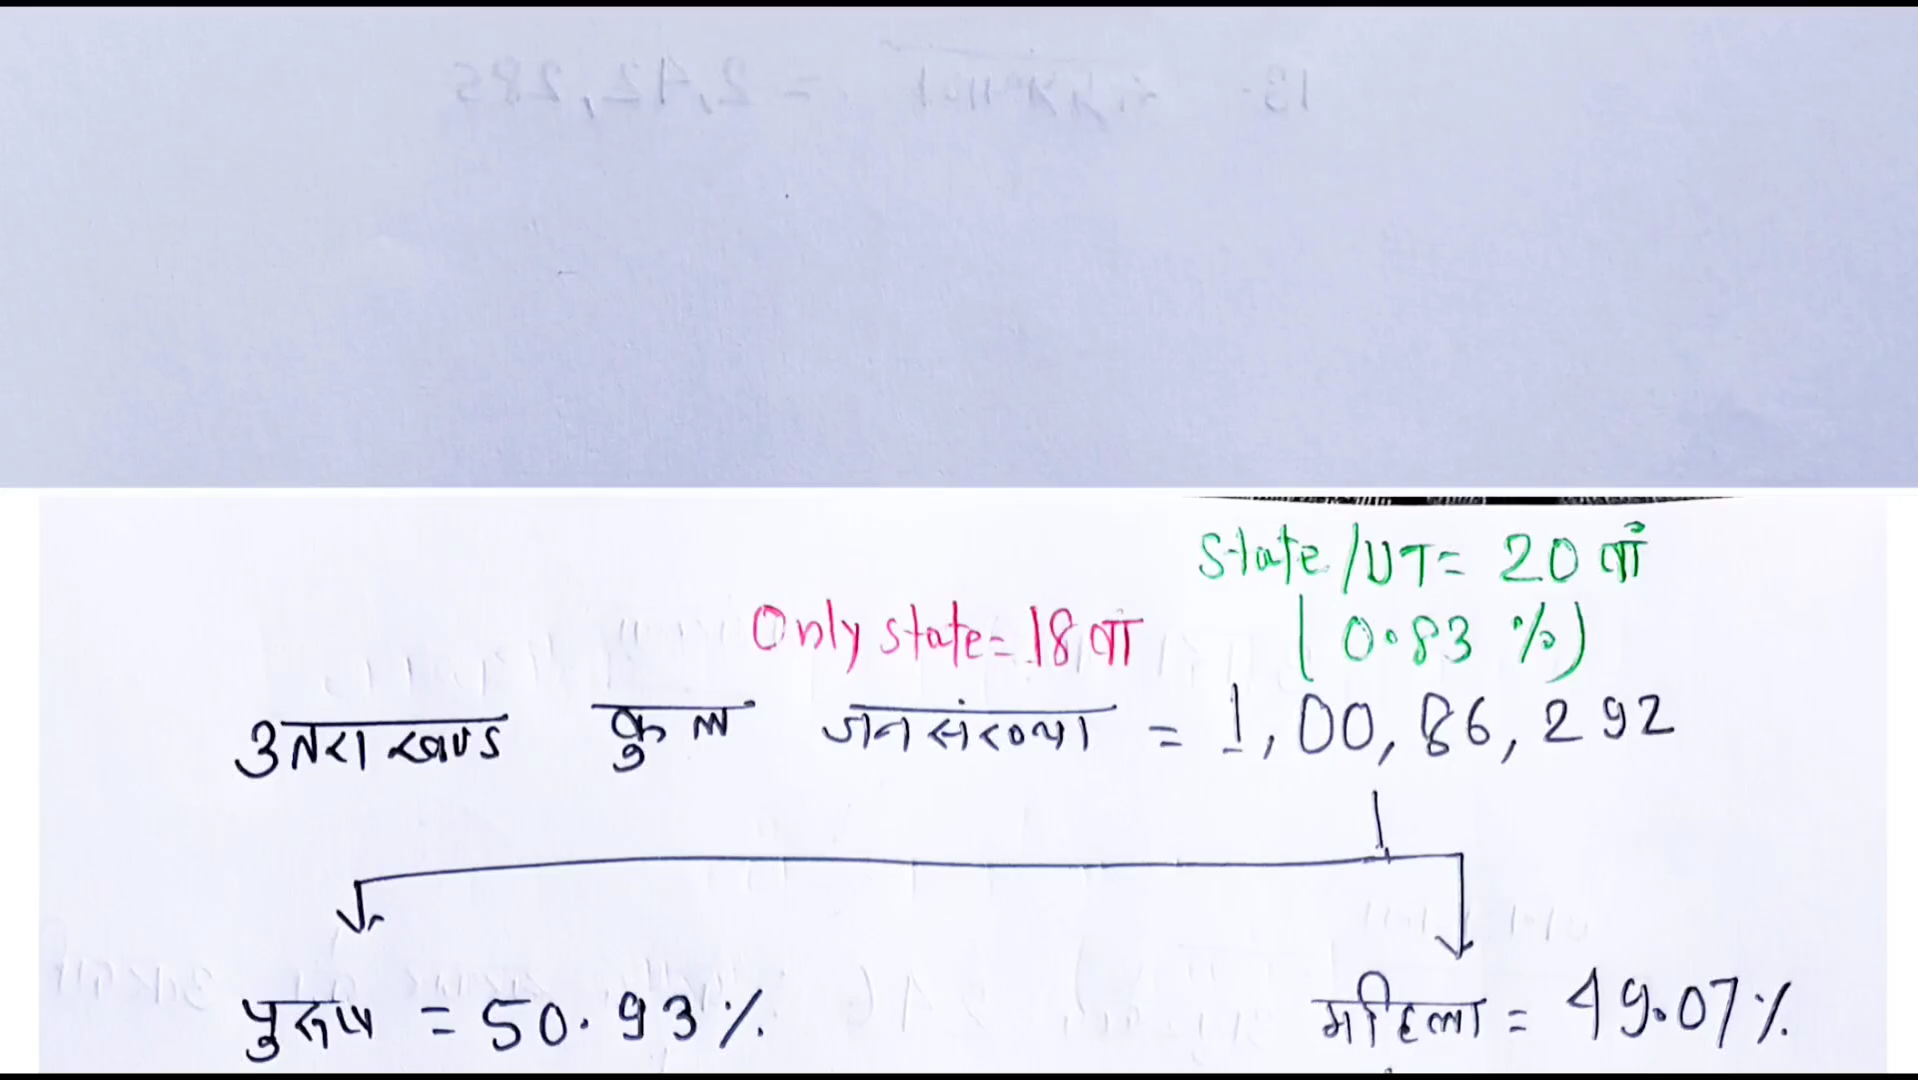 State/UT= 20 वाँ
Only state= 18 वाँ
(0.83 %)
उत्तराखण्ड कुल जनसंख्या = 1,00,86,292
पुरूष = 50.93%
महिला = 49.07%